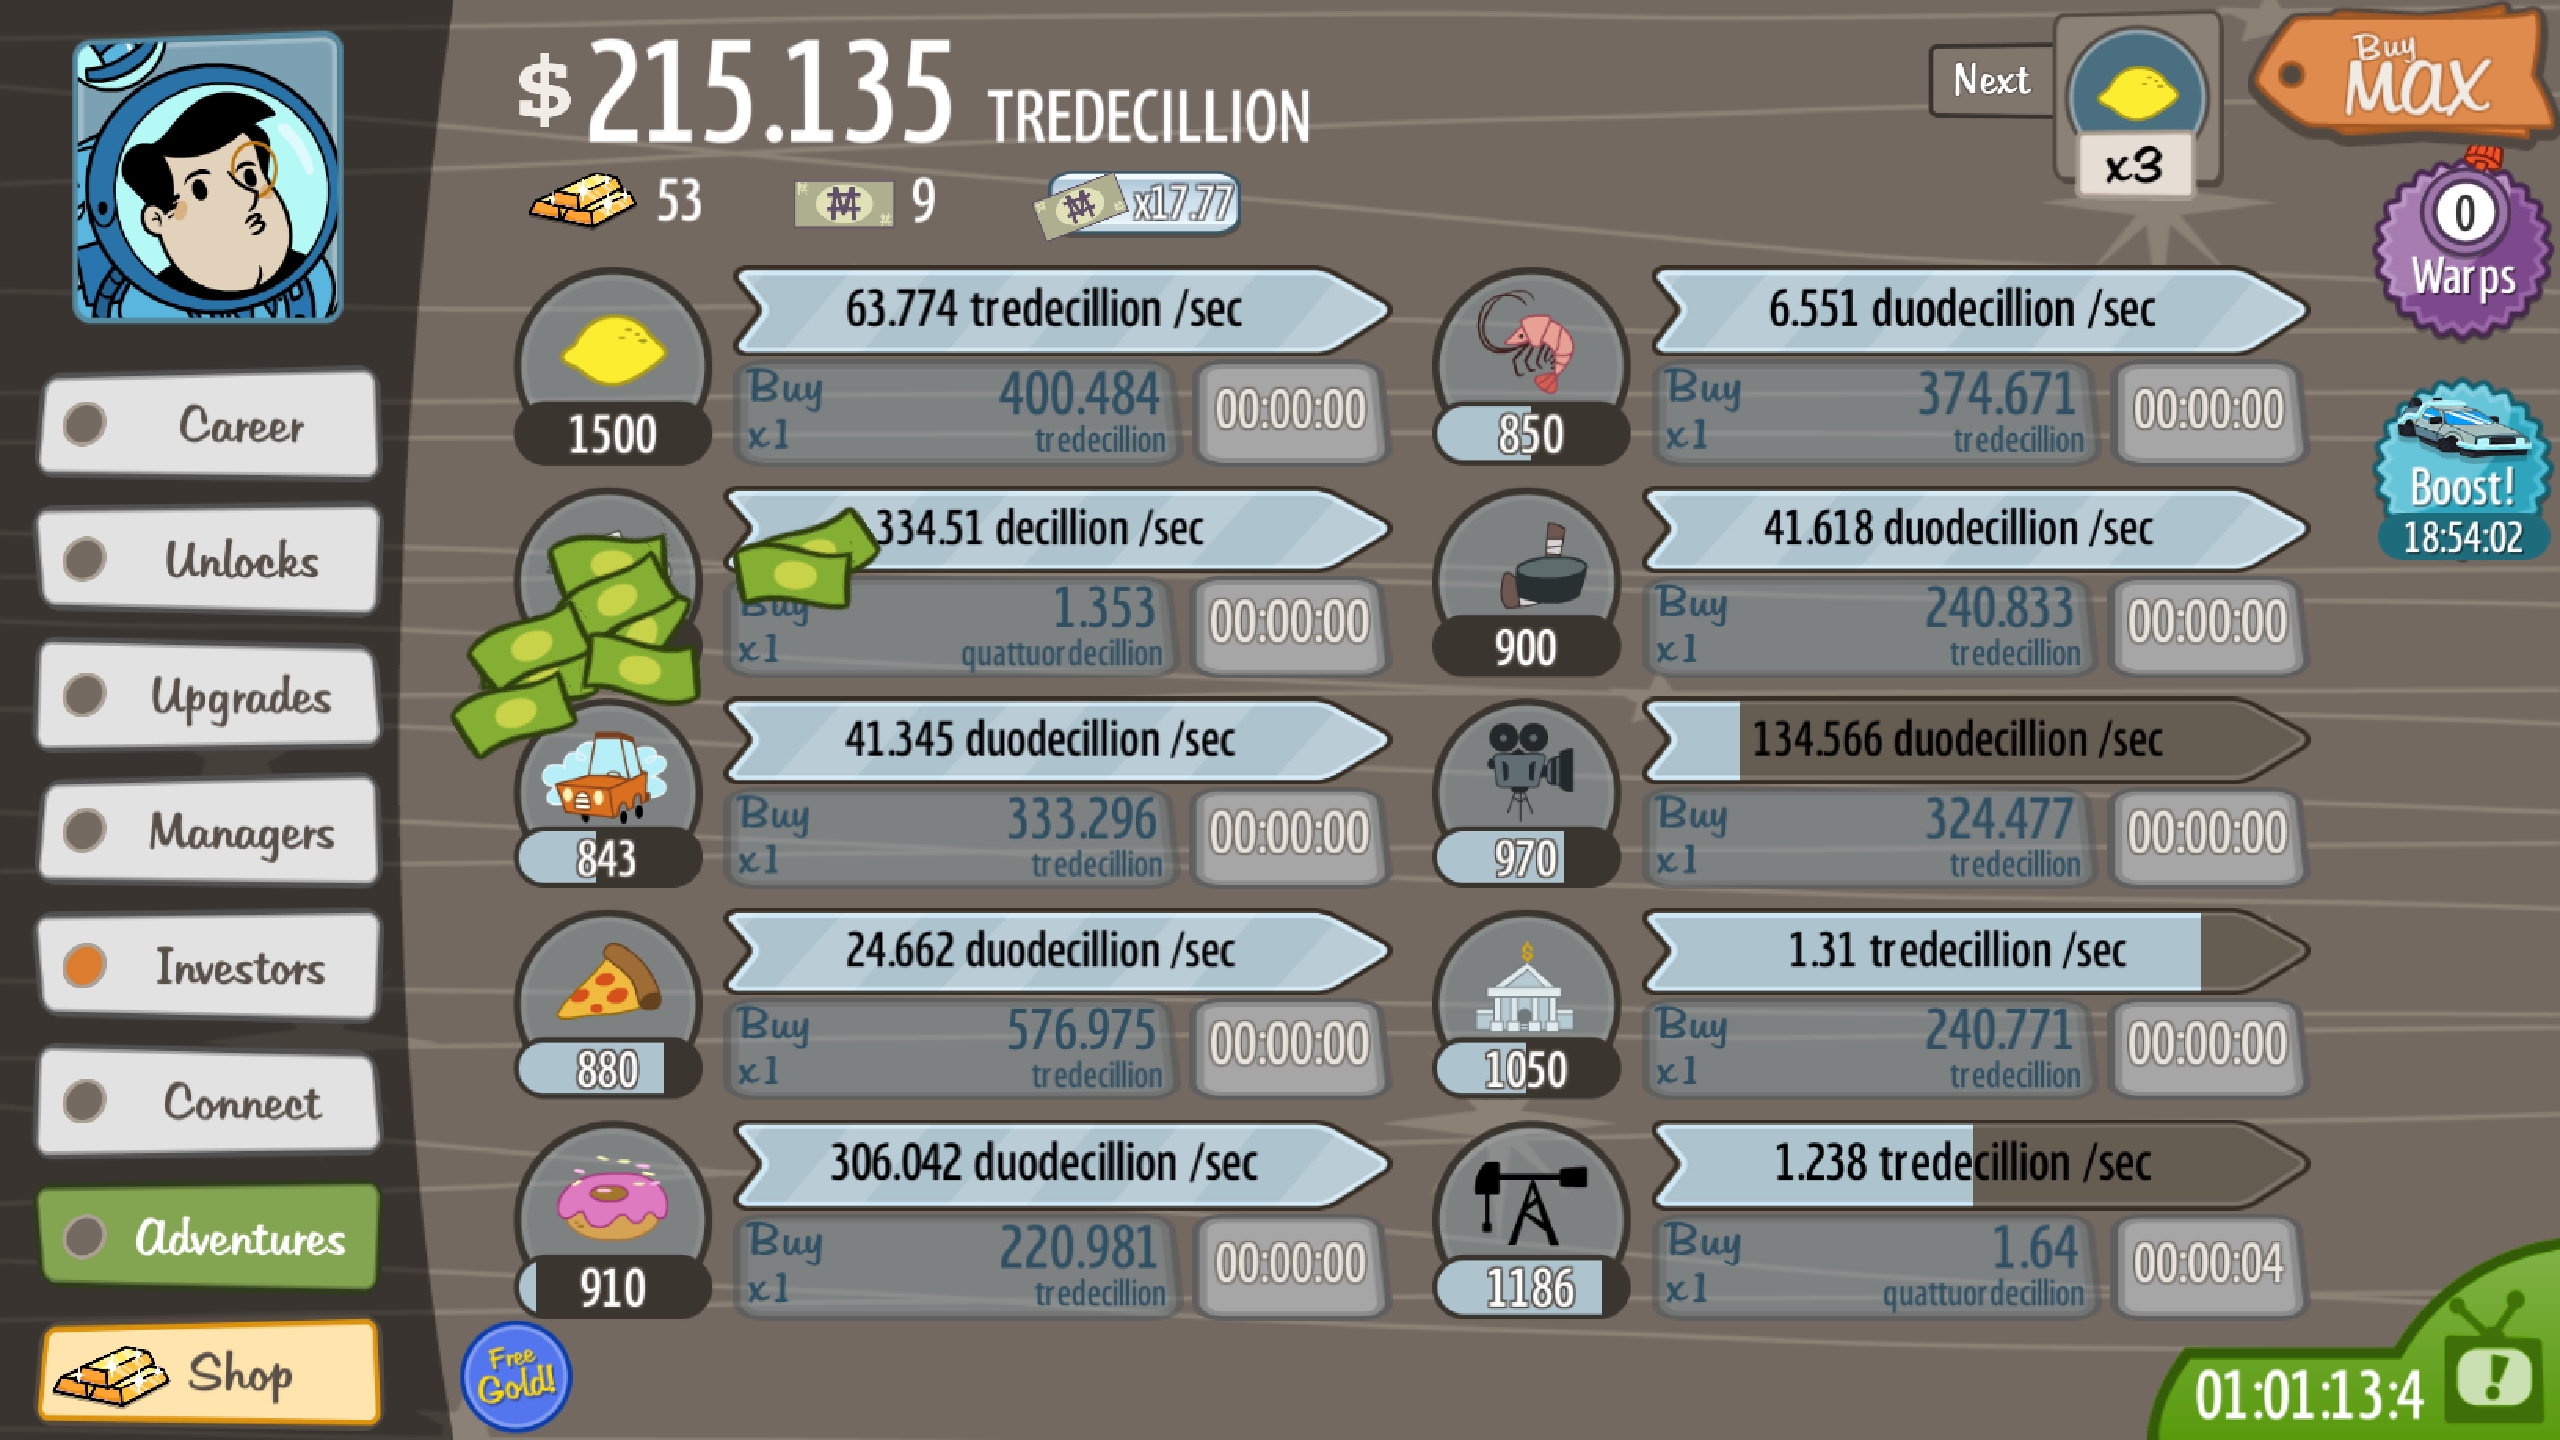 $215.135 TREDECILLION
Next
x3
Buy
MAX
53
9
x17.77
0
Warps
Boost!
18:54:02
Career
Unlocks
Upgrades
Managers
Investors
Connect
Adventures
Shop
63.774 tredecillion /sec
1500
Buy
x1
400.484
tredecillion
00:00:00
6.551 duodecillion /sec
850
Buy
x1
374.671
tredecillion
00:00:00
334.51 decillion /sec
Buy
x1
1.353
quattuordecillion
00:00:00
41.618 duodecillion /sec
900
Buy
x1
240.833
tredecillion
00:00:00
41.345 duodecillion /sec
843
Buy
x1
333.296
tredecillion
00:00:00
134.566 duodecillion /sec
970
Buy
x1
324.477
tredecillion
00:00:00
24.662 duodecillion /sec
880
Buy
x1
576.975
tredecillion
00:00:00
1.31 tredecillion /sec
1050
Buy
x1
240.771
tredecillion
00:00:00
306.042 duodecillion /sec
910
Buy
x1
220.981
tredecillion
00:00:00
1.238 tredecillion /sec
1186
Buy
x1
1.64
quattuordecillion
00:00:04
Free
Gold!
01:01:13:4
!